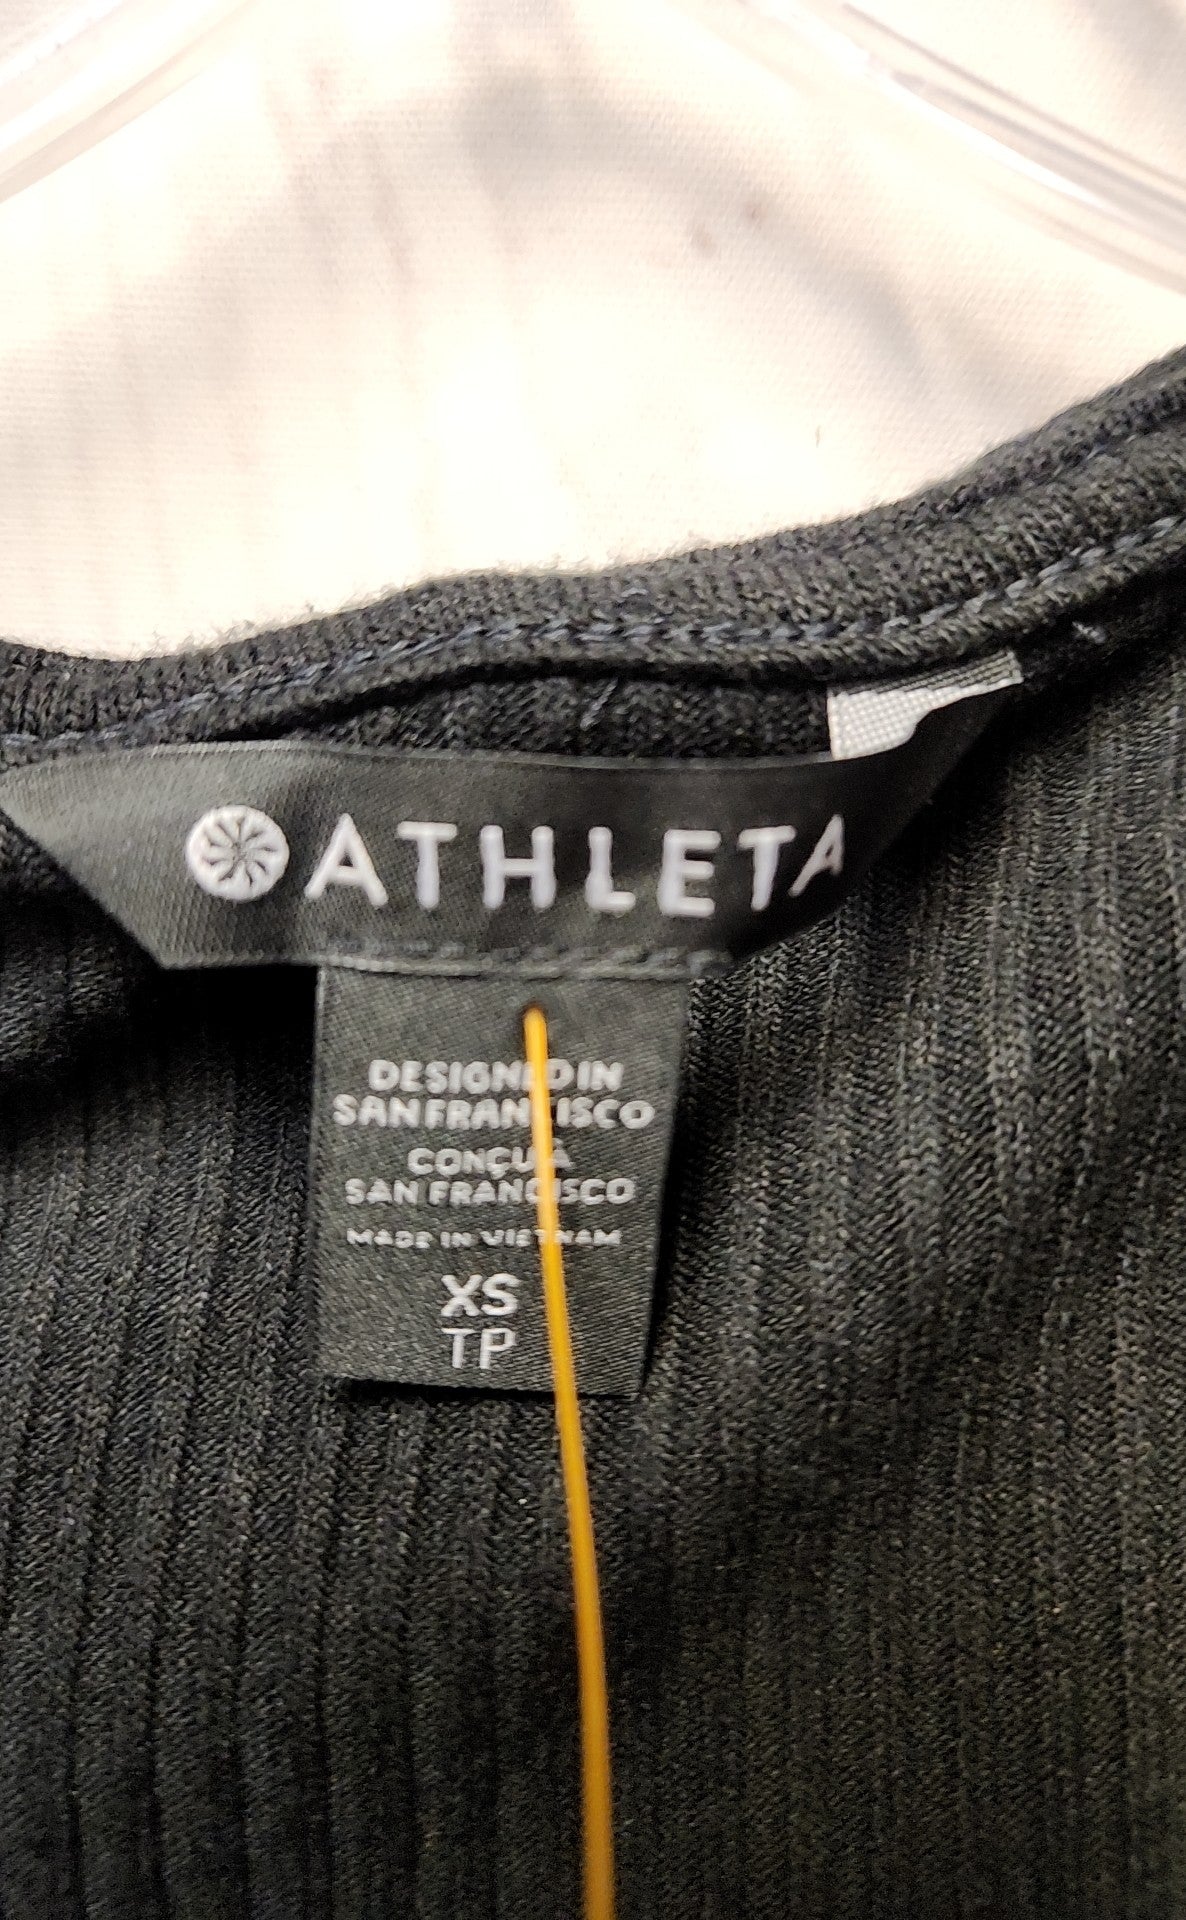 ATHLETA
DESIGNED IN
SAN FRANCISCO
CONÇU À
SAN FRANCISCO
MADE IN VIETNAM
XS
TP